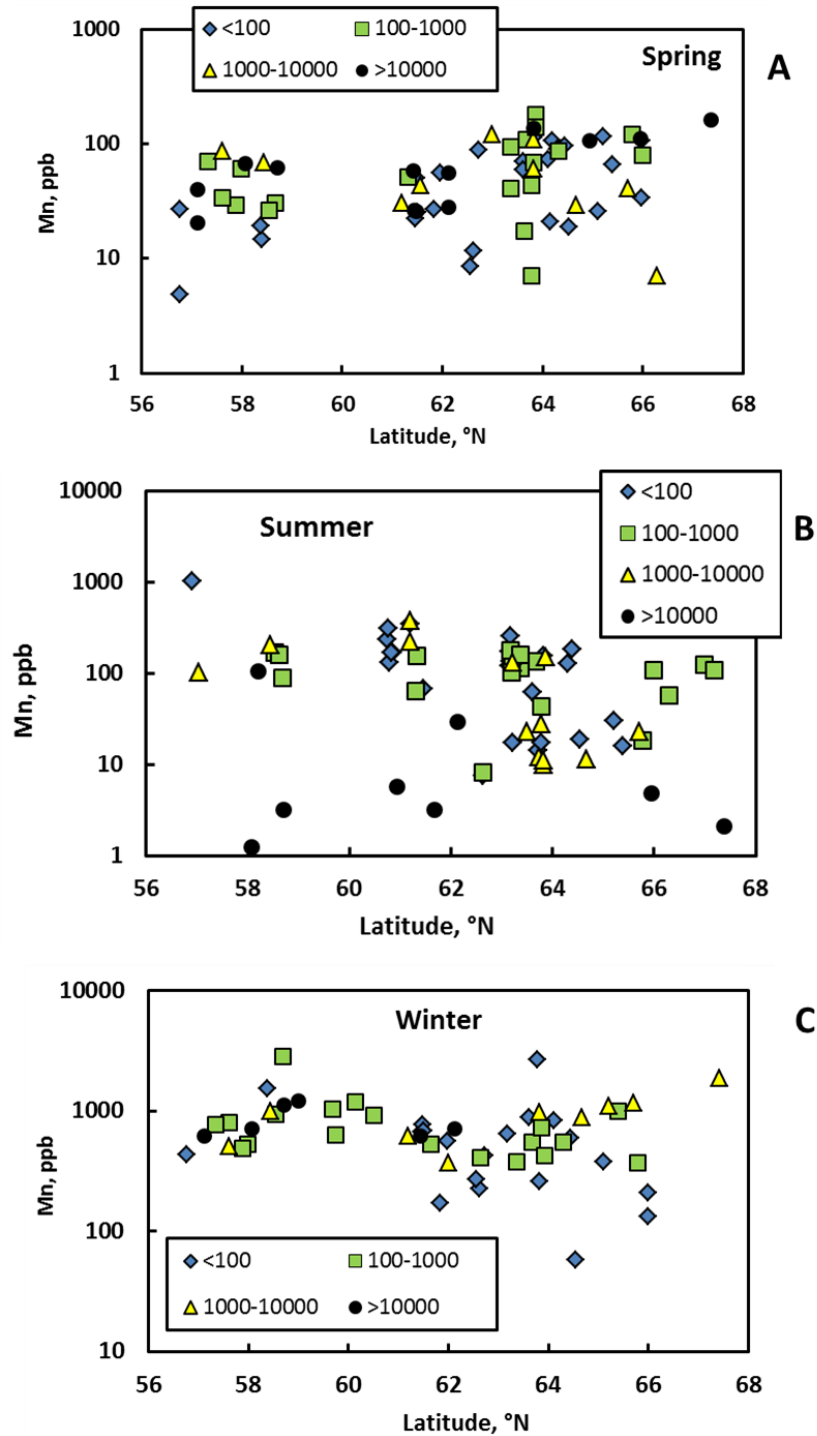 <100 100-1000
1000-10000 >10000
Spring
A
1000
100
10
1
Mn, ppb
56 58 60 62 64 66 68
Latitude, °N
<100
100-1000
1000-10000
>10000
Summer
B
10000
1000
100
10
1
Mn, ppb
56 58 60 62 64 66 68
Latitude, °N
Winter
C
10000
1000
100
10
Mn, ppb
<100 100-1000
1000-10000 >10000
56 58 60 62 64 66 68
Latitude, °N